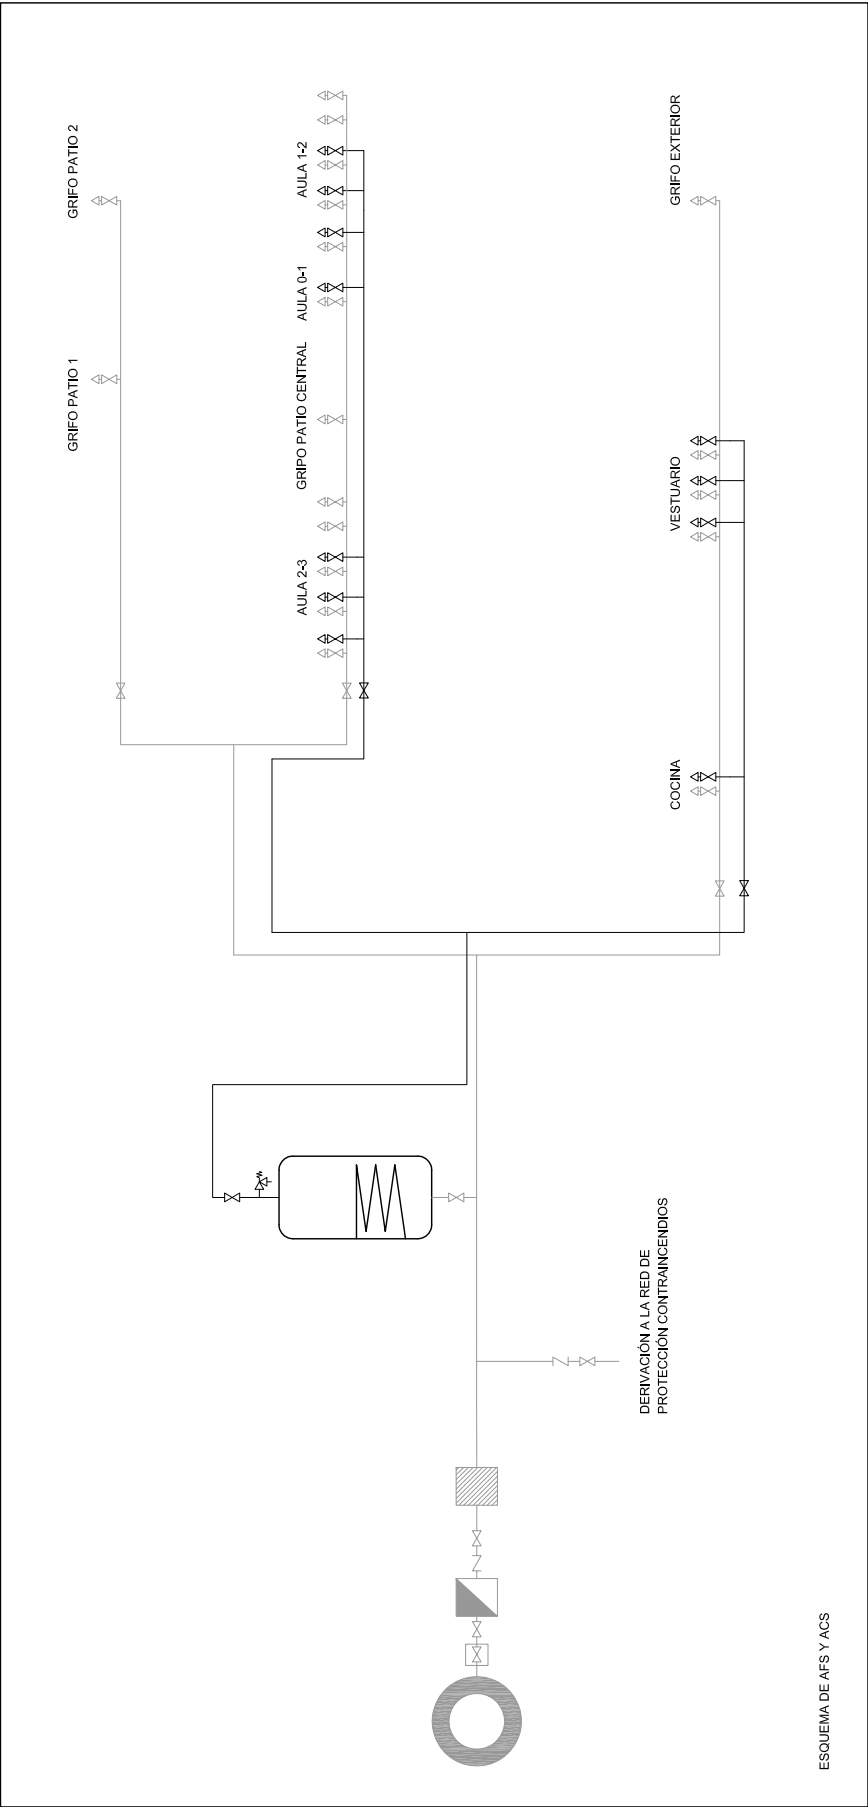 GRIFO PATIO 1
GRIFO PATIO 2
AULA 2-3
GRIPO PATIO CENTRAL
AULA 0-1
AULA 1-2
COCINA
VESTUARIO
GRIFO EXTERIOR
DERIVACIÓN A LA RED DE
PROTECCIÓN CONTRAINCENDIOS
ESQUEMA DE AFS Y ACS